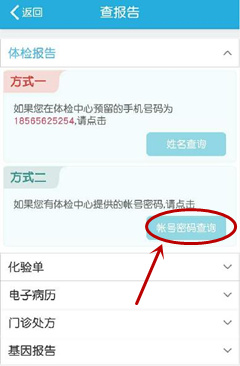 返回 查报告
体检报告
方式一
如果您在体检中心预留的手机号码为
18565625254,请点击
姓名查询
方式二
如果您有体检中心提供的帐号密码,请点击
帐号密码查询
化验单
电子病历
门诊处方
基因报告